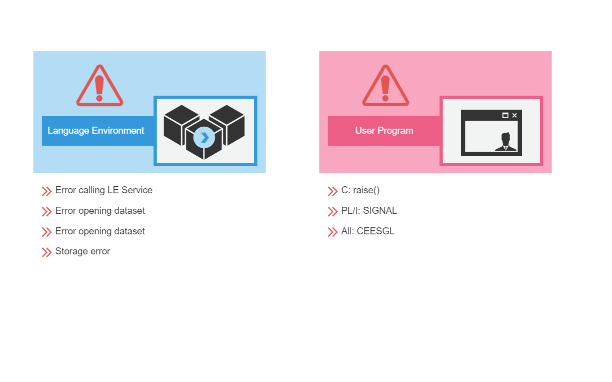 Language Environment
Error calling LE Service
Error opening dataset
Error opening dataset
Storage error
User Program
C: raise()
PL/I: SIGNAL
All: CEESGL